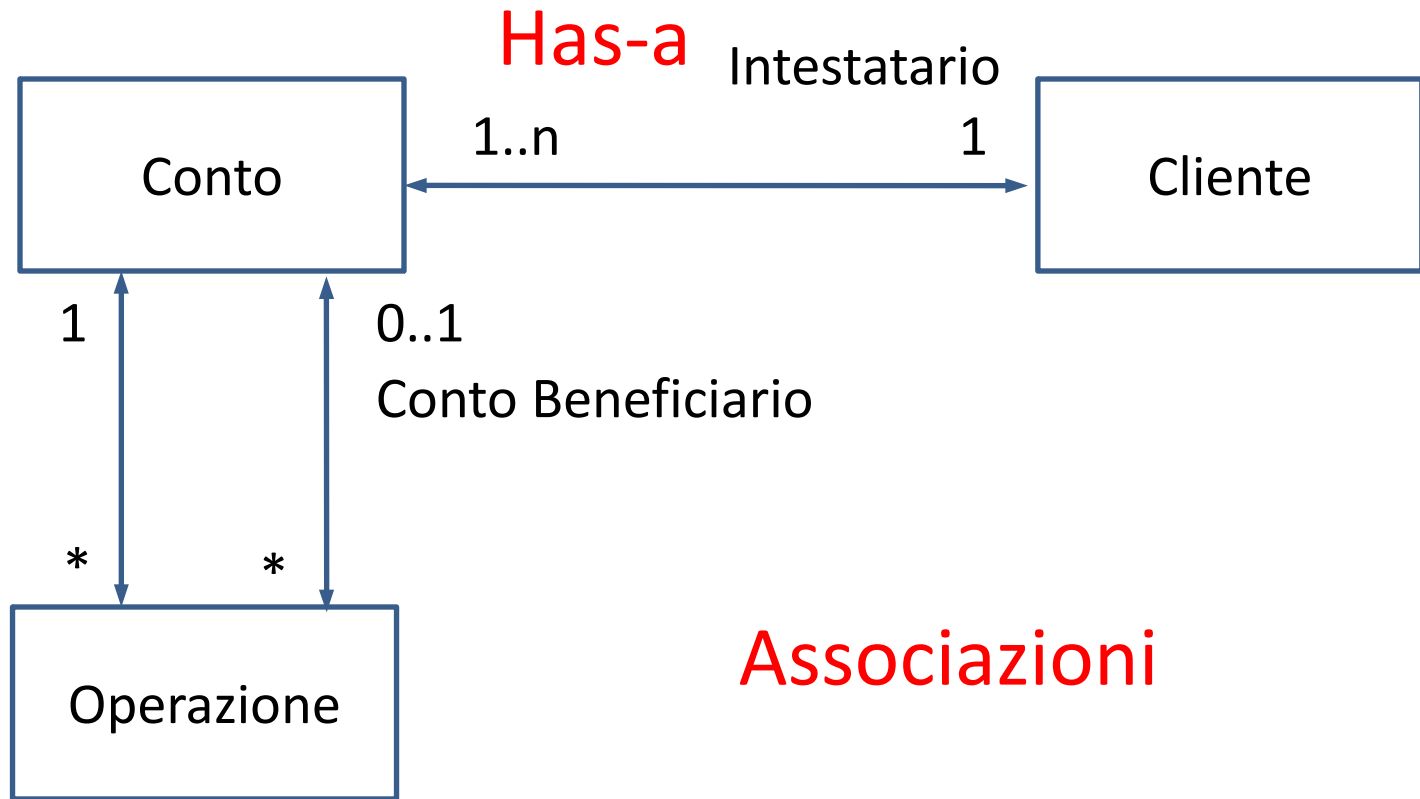 Has-a
Intestatario
1..n
1
Conto
Cliente
1
0..1
Conto Beneficiario
*
*
Associazioni
Operazione